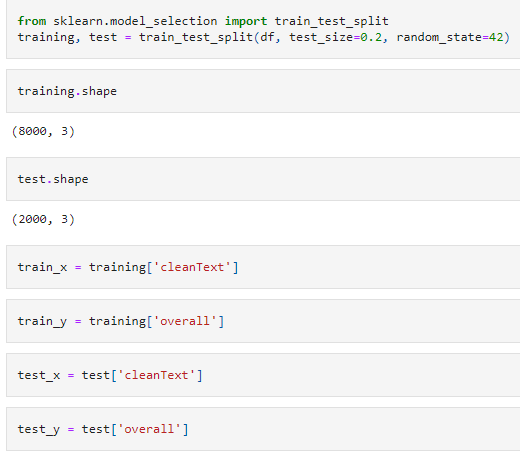 from sklearn.model_selection import train_test_split
training, test = train_test_split(df, test_size=0.2, random_state=42)
training.shape
(8000, 3)
test.shape
(2000, 3)
train_x = training['cleanText']
train_y = training['overall']
test_x = test['cleanText']
test_y = test['overall']